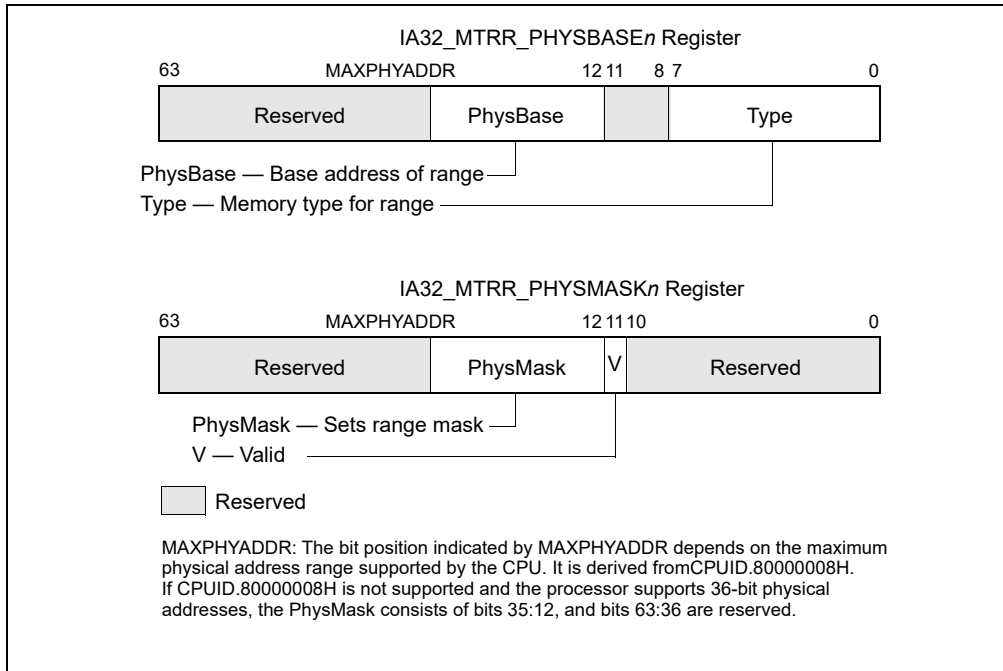 IA32_MTRR_PHYSBASEn Register
63 MAXPHYADDR 12 11 8 7 0
Reserved PhysBase Type
PhysBase — Base address of range
Type — Memory type for range
IA32_MTRR_PHYSMASKn Register
63 MAXPHYADDR 12 11 10 0
Reserved PhysMask V Reserved
PhysMask — Sets range mask
V — Valid
Reserved
MAXPHYADDR: The bit position indicated by MAXPHYADDR depends on the maximum
physical address range supported by the CPU. It is derived fromCPUID.80000008H.
If CPUID.80000008H is not supported and the processor supports 36-bit physical
addresses, the PhysMask consists of bits 35:12, and bits 63:36 are reserved.